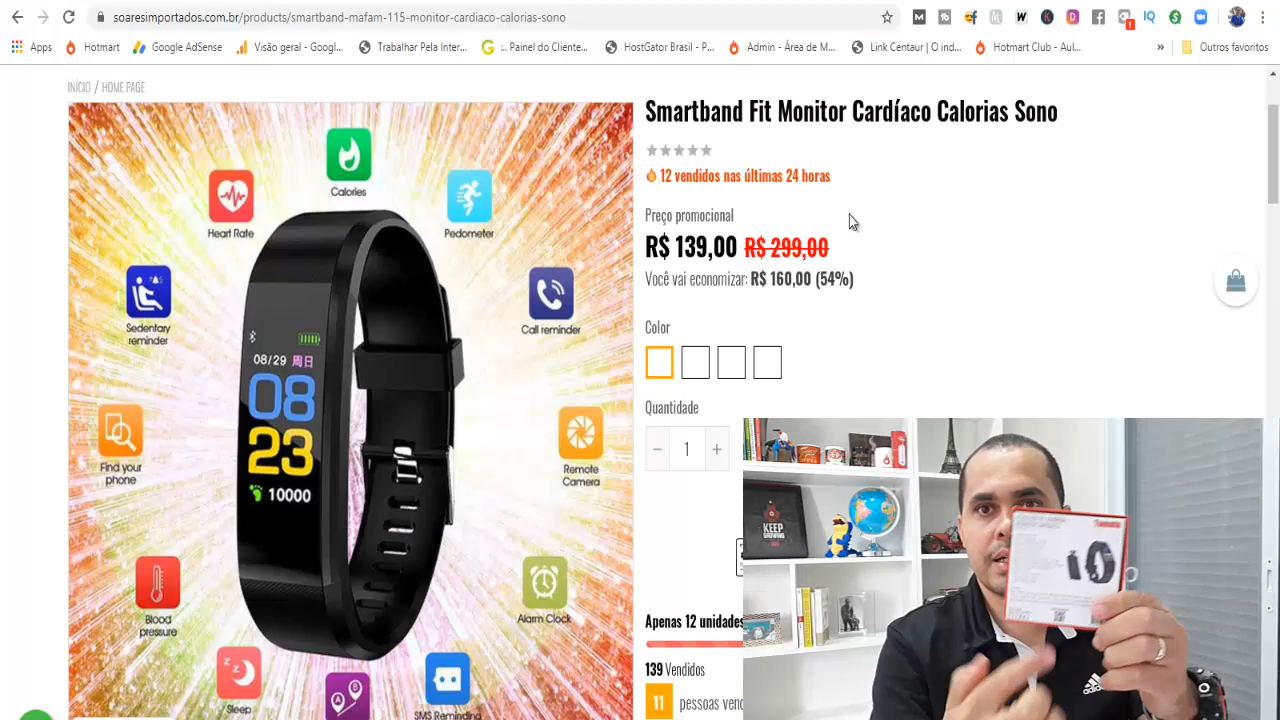 soaresimportados.com.br/products/smartband-mafam-115-monitor-cardiaco-calorias-sono
Apps
Hotmart
Google AdSense
Visão geral - Googl...
Trabalhar Pela Inter...
:.. Painel do Cliente...
HostGator Brasil - P...
Admin - Área de M...
Link Centaur | O ind...
Hotmart Club - Aul...
»
Outros favoritos
INÍCIO / HOME PAGE
Smartband Fit Monitor Cardíaco Calorias Sono
12 vendidos nas últimas 24 horas
Preço promocional
R$ 139,00 R$ 299,00
Você vai economizar: R$ 160,00 (54%)
Color
Quantidade
− 1 +
Apenas 12 unidades
139 Vendidos
11 pessoas vend
Calories
Heart Rate
Pedometer
Sedentary
reminder
Call reminder
08/29 周日
08
23
10000
Find your
phone
Remote
Camera
Blood
pressure
Alarm Clock
Sleep
SMS Reminding
KEEP
GROWING
adidas